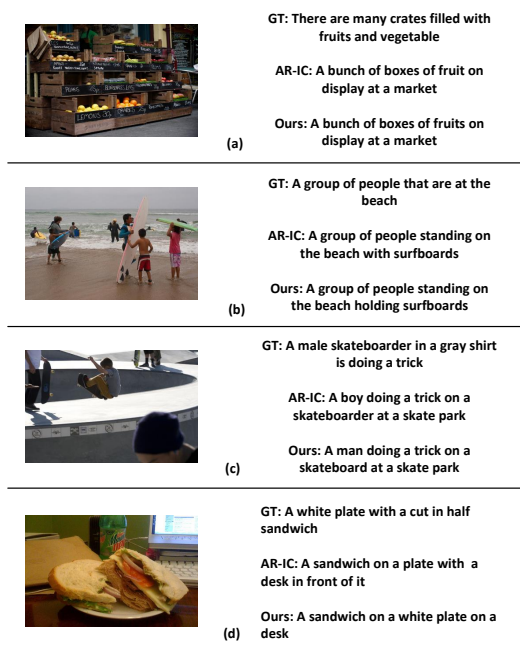 GT: There are many crates filled with
fruits and vegetable
AR-IC: A bunch of boxes of fruit on
display at a market
Ours: A bunch of boxes of fruits on
display at a market
LEMONS
(a)
GT: A group of people that are at the
beach
AR-IC: A group of people standing on
the beach with surfboards
Ours: A group of people standing on
the beach holding surfboards
(b)
GT: A male skateboarder in a gray shirt
is doing a trick
AR-IC: A boy doing a trick on a
skateboarder at a skate park
Ours: A man doing a trick on a
skateboard at a skate park
(c)
GT: A white plate with a cut in half
sandwich
AR-IC: A sandwich on a plate with a
desk in front of it
Ours: A sandwich on a white plate on a
desk
(d)